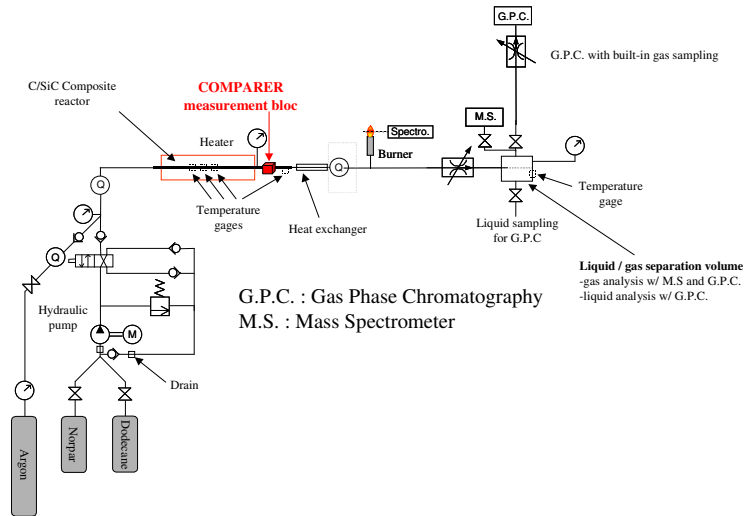 G.P.C.
G.P.C. with built-in gas sampling
C/SiC Composite
reactor
COMPARER
measurement bloc
Heater
M.S.
Spectro.
Burner
Q
Q
Temperature
gages
Heat exchanger
Temperature
gage
Liquid sampling
for G.P.C
Q
Liquid / gas separation volume
-gas analysis w/ M.S and G.P.C.
-liquid analysis w/ G.P.C.
G.P.C. : Gas Phase Chromatography
M.S. : Mass Spectrometer
Hydraulic
pump
M
Drain
Argon
Norpar
Dodecane